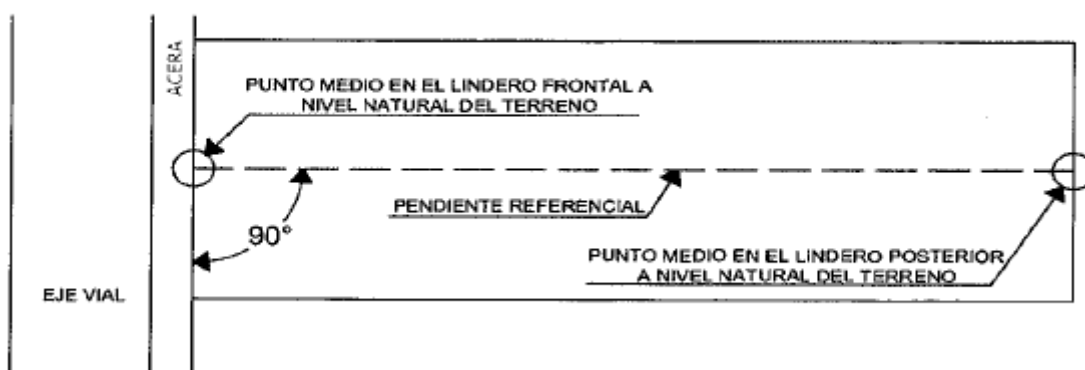 ACERA
PUNTO MEDIO EN EL LINDERO FRONTAL A
NIVEL NATURAL DEL TERRENO
PENDIENTE REFERENCIAL
90°
PUNTO MEDIO EN EL LINDERO POSTERIOR
A NIVEL NATURAL DEL TERRENO
EJE VIAL